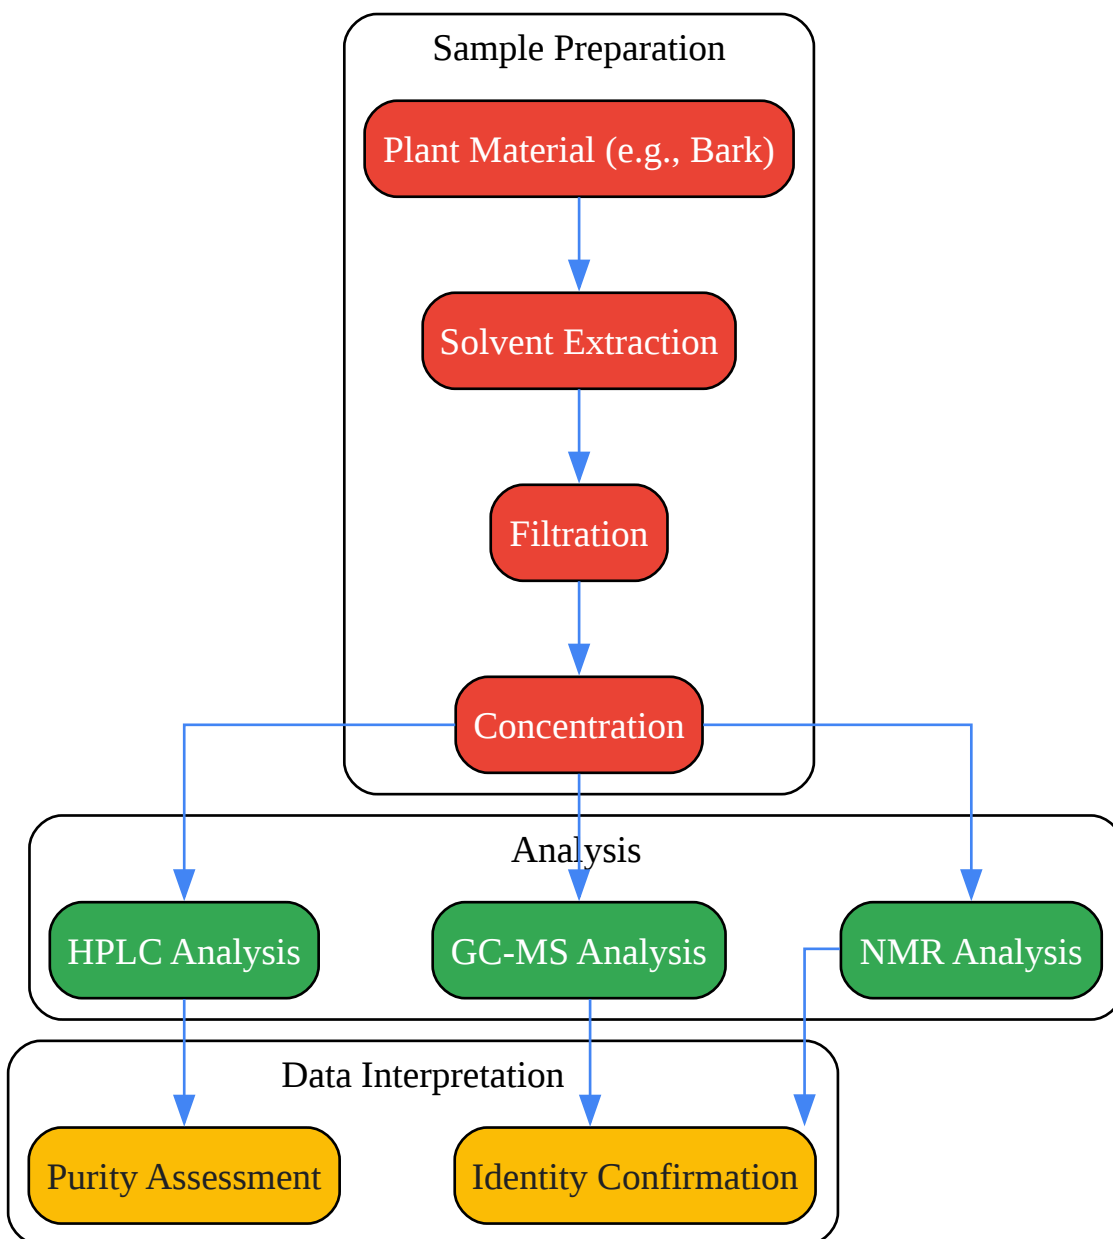 Sample Preparation
Plant Material (e.g., Bark)
Solvent Extraction
Filtration
Concentration
Analysis
HPLC Analysis
GC-MS Analysis
NMR Analysis
Data Interpretation
Purity Assessment
Identity Confirmation